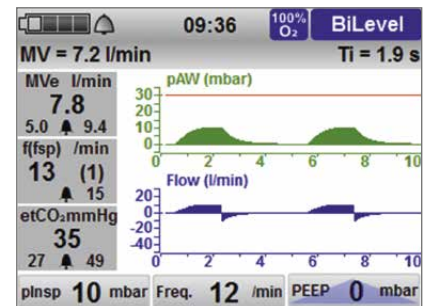 09:36 100% O₂ BiLevel
MV = 7.2 l/min Ti = 1.9 s
MVe l/min
7.8
5.0 9.4
f(fsp) /min
13 (1)
15
etCO₂mmHg
35
27 49
pAW (mbar)
30
20
10
0 2 4 6 8 10
Flow (l/min)
20
0
-20
-40
0 2 4 6 8 10
pInsp 10 mbar Freq. 12 /min PEEP 0 mbar